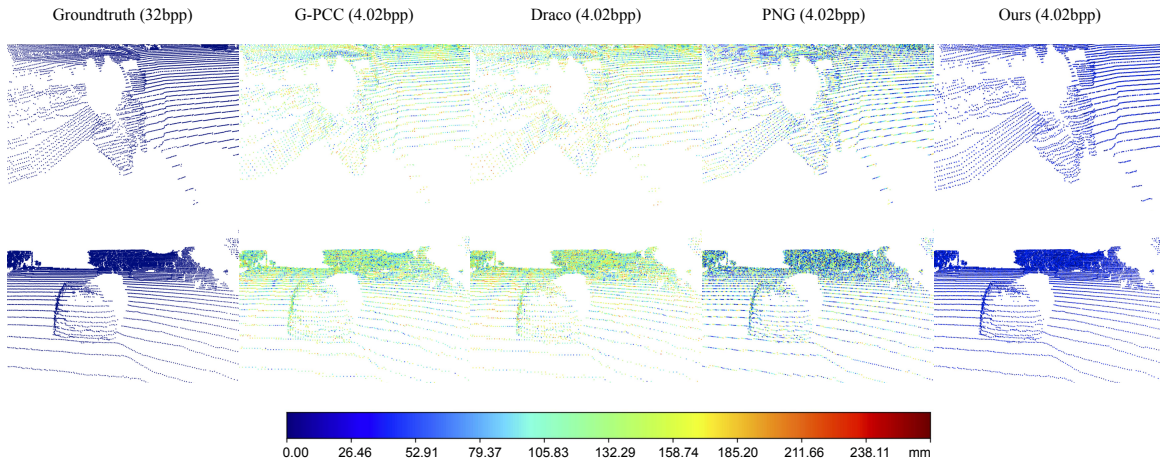 Groundtruth (32bpp) G-PCC (4.02bpp) Draco (4.02bpp) PNG (4.02bpp) Ours (4.02bpp)
0.00 26.46 52.91 79.37 105.83 132.29 158.74 185.20 211.66 238.11 mm